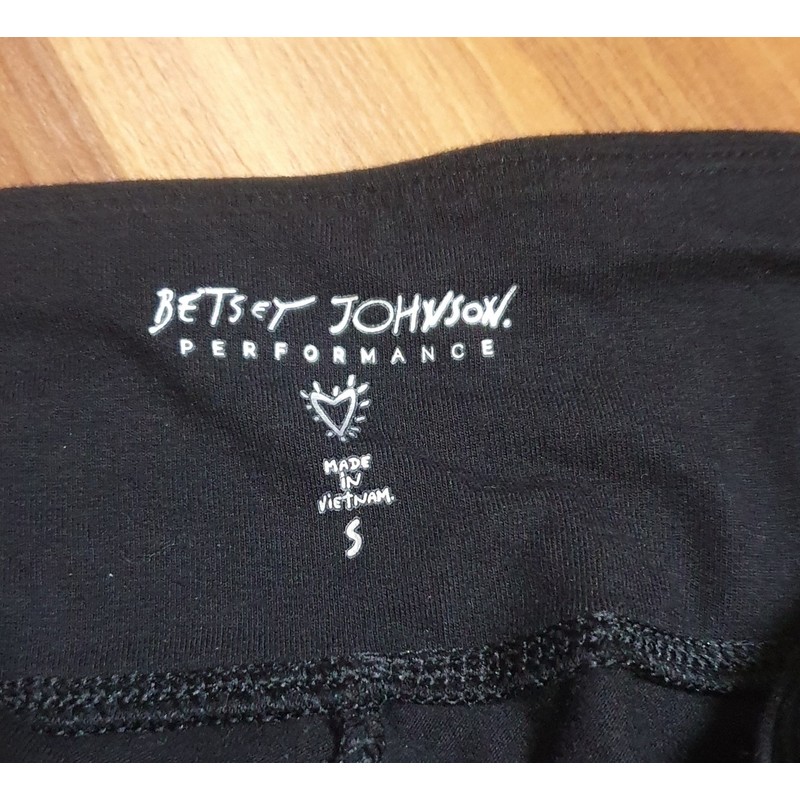 BETSEY JOHNSON.
PERFORMANCE
MADE
IN
VIETNAM.
S